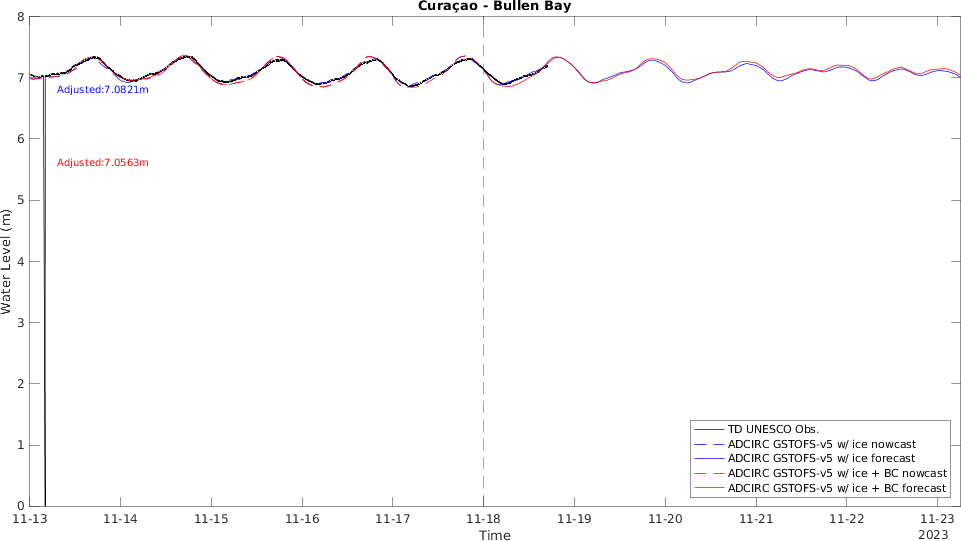 Curaçao - Bullen Bay
8
7
6
5
4
3
2
1
0
Water Level (m)
Adjusted:7.0821m
Adjusted:7.0563m
TD UNESCO Obs.
ADCIRC GSTOFS-v5 w/ ice nowcast
ADCIRC GSTOFS-v5 w/ ice forecast
ADCIRC GSTOFS-v5 w/ ice + BC nowcast
ADCIRC GSTOFS-v5 w/ ice + BC forecast
11-13 11-14 11-15 11-16 11-17 11-18 11-19 11-20 11-21 11-22 11-23
Time
2023